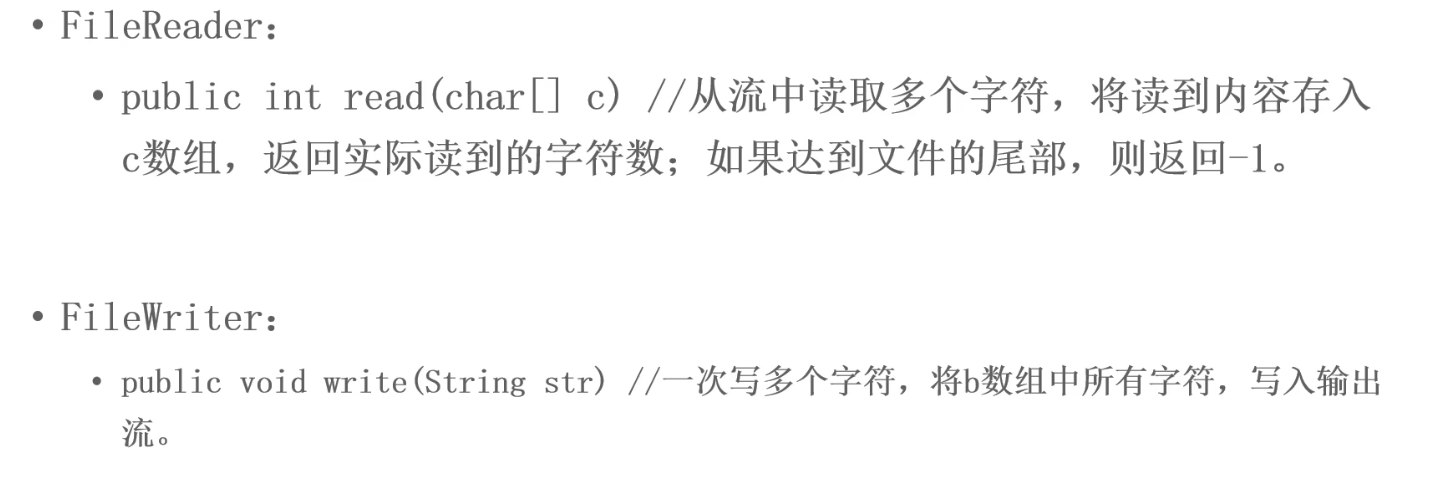 • FileReader：
• public int read(char[] c) //从流中读取多个字符，将读到内容存入
c数组，返回实际读到的字符数；如果达到文件的尾部，则返回-1。
• FileWriter：
• public void write(String str) //一次写多个字符，将b数组中所有字符，写入输出
流。